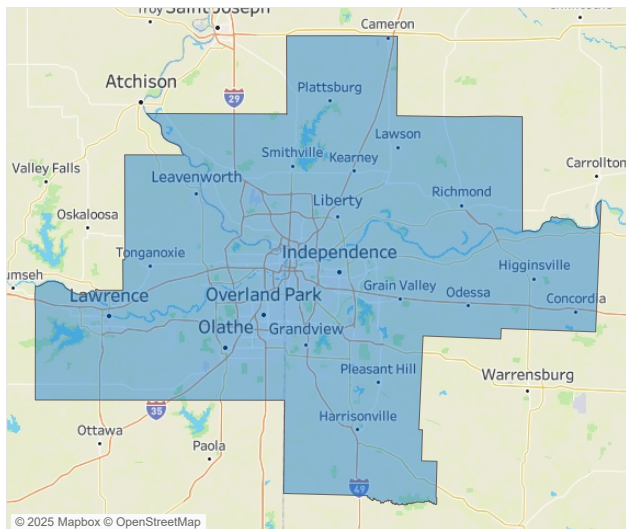 Troy Saint Joseph
Cameron
Atchison
29
Plattsburg
Lawson
Smithville
Kearney
Carrollton
Valley Falls
Leavenworth
Richmond
Liberty
Oskaloosa
Tonganoxie
Independence
Higginsville
umseh
Lawrence
Overland Park
Grain Valley
Odessa
Concordia
Olathe
Grandview
Pleasant Hill
Warrensburg
35
Harrisonville
Ottawa
Paola
49
© 2025 Mapbox © OpenStreetMap